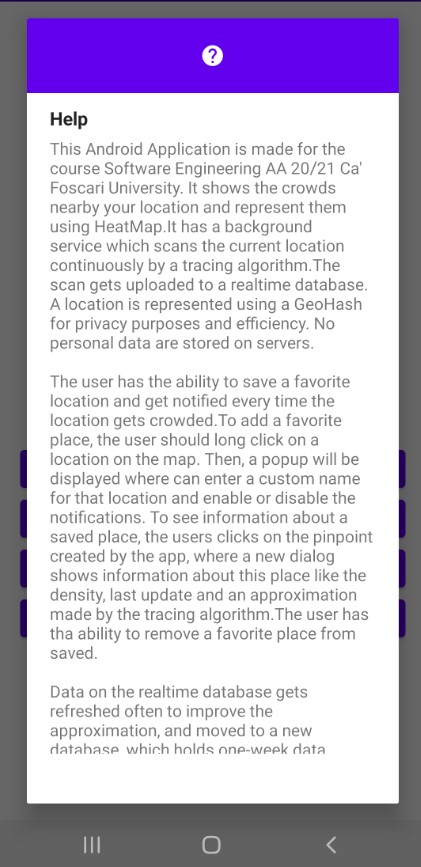 Help
This Android Application is made for the
course Software Engineering AA 20/21 Ca'
Foscari University. It shows the crowds
nearby your location and represent them
using HeatMap.It has a background
service which scans the current location
continuously by a tracing algorithm.The
scan gets uploaded to a realtime database.
A location is represented using a GeoHash
for privacy purposes and efficiency. No
personal data are stored on servers.
The user has the ability to save a favorite
location and get notified every time the
location gets crowded.To add a favorite
place, the user should long click on a
location on the map. Then, a popup will be
displayed where can enter a custom name
for that location and enable or disable the
notifications. To see information about a
saved place, the users clicks on the pinpoint
created by the app, where a new dialog
shows information about this place like the
density, last update and an approximation
made by the tracing algorithm.The user has
tha ability to remove a favorite place from
saved.
Data on the realtime database gets
refreshed often to improve the
approximation, and moved to a new
database, which holds one-week data